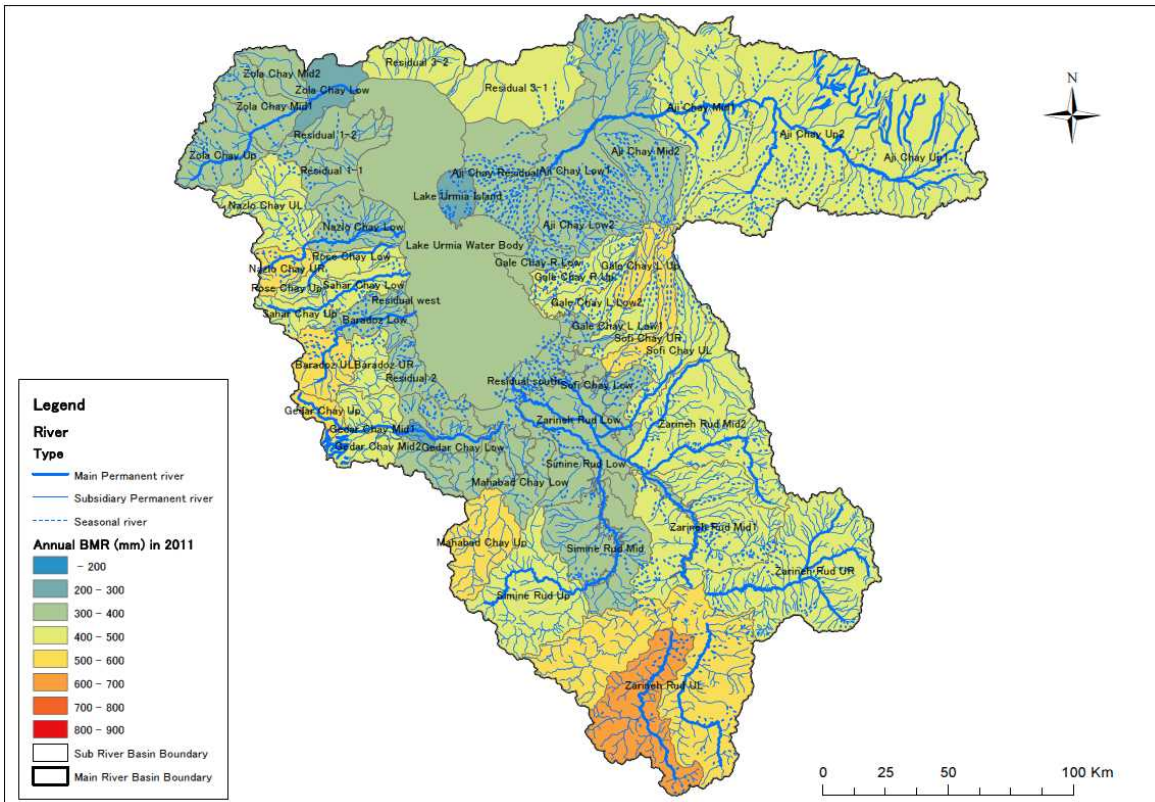 Residual 3-2
Zola Chay Mid2
Zola Chay Low
Residual 3-1
N
Zola Chay Mid1
Aji Chay Mid1
Residual 1-2
Aji Chay Up2
Zola Chay Up
Aji Chay Mid2
Aji Chay Up1
Residual 1-1
Aji Chay Residual
Aji Chay Low1
Lake Urmia Island
Nazlo Chay UL
Nazlo Chay Low
Aji Chay Low2
Lake Urmia Water Body
Rose Chay Low
Gale Chay R Low
Gale Chay L Up
Nazlo Chay UR
Gale Chay R Up
Rose Chay Up
Sahar Chay Low
Residual west
Gale Chay L Low2
Sahar Chay Up
Baradoz Low
Gale Chay L Low1
Sofi Chay UR
Sofi Chay UL
Baradoz UL
Baradoz UR
Residual 2
Residual south
Sofi Chay Low
Gedar Chay Up
Zarineh Rud Low
Zarineh Rud Mid2
Gedar Chay Mid1
Gedar Chay Mid2
Gedar Chay Low
Simine Rud Low
Mahabad Chay Low
Zarineh Rud Mid1
Mahabad Chay Up
Simine Rud Mid
Zarineh Rud UR
Simine Rud Up
Zarineh Rud UL
Legend
River
Type
Main Permanent river
Subsidiary Permanent river
Seasonal river
Annual BMR (mm) in 2011
- 200
200 - 300
300 - 400
400 - 500
500 - 600
600 - 700
700 - 800
800 - 900
Sub River Basin Boundary
Main River Basin Boundary
0 25 50 100 Km